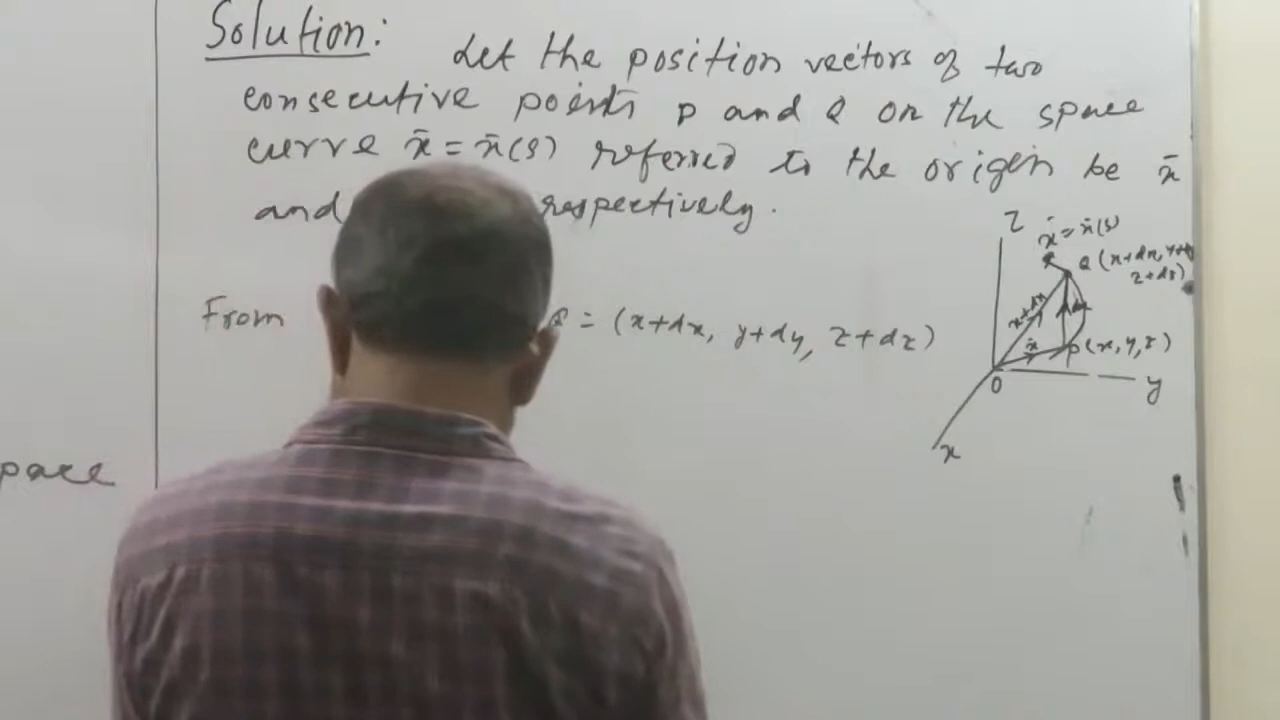 Solution: Let the position vectors of two
consecutive points P and Q on the space
curve x̄ = x̄(s) referred to the origin be x̄
and respectively.
From Q = (x+dx, y+dy, z+dz)
Z
x̄ = x̄(s)
Q (x+dx, y+dy
z+dz)
x̄+dx̄
x̄
P(x, y, z)
O
y
x
pace